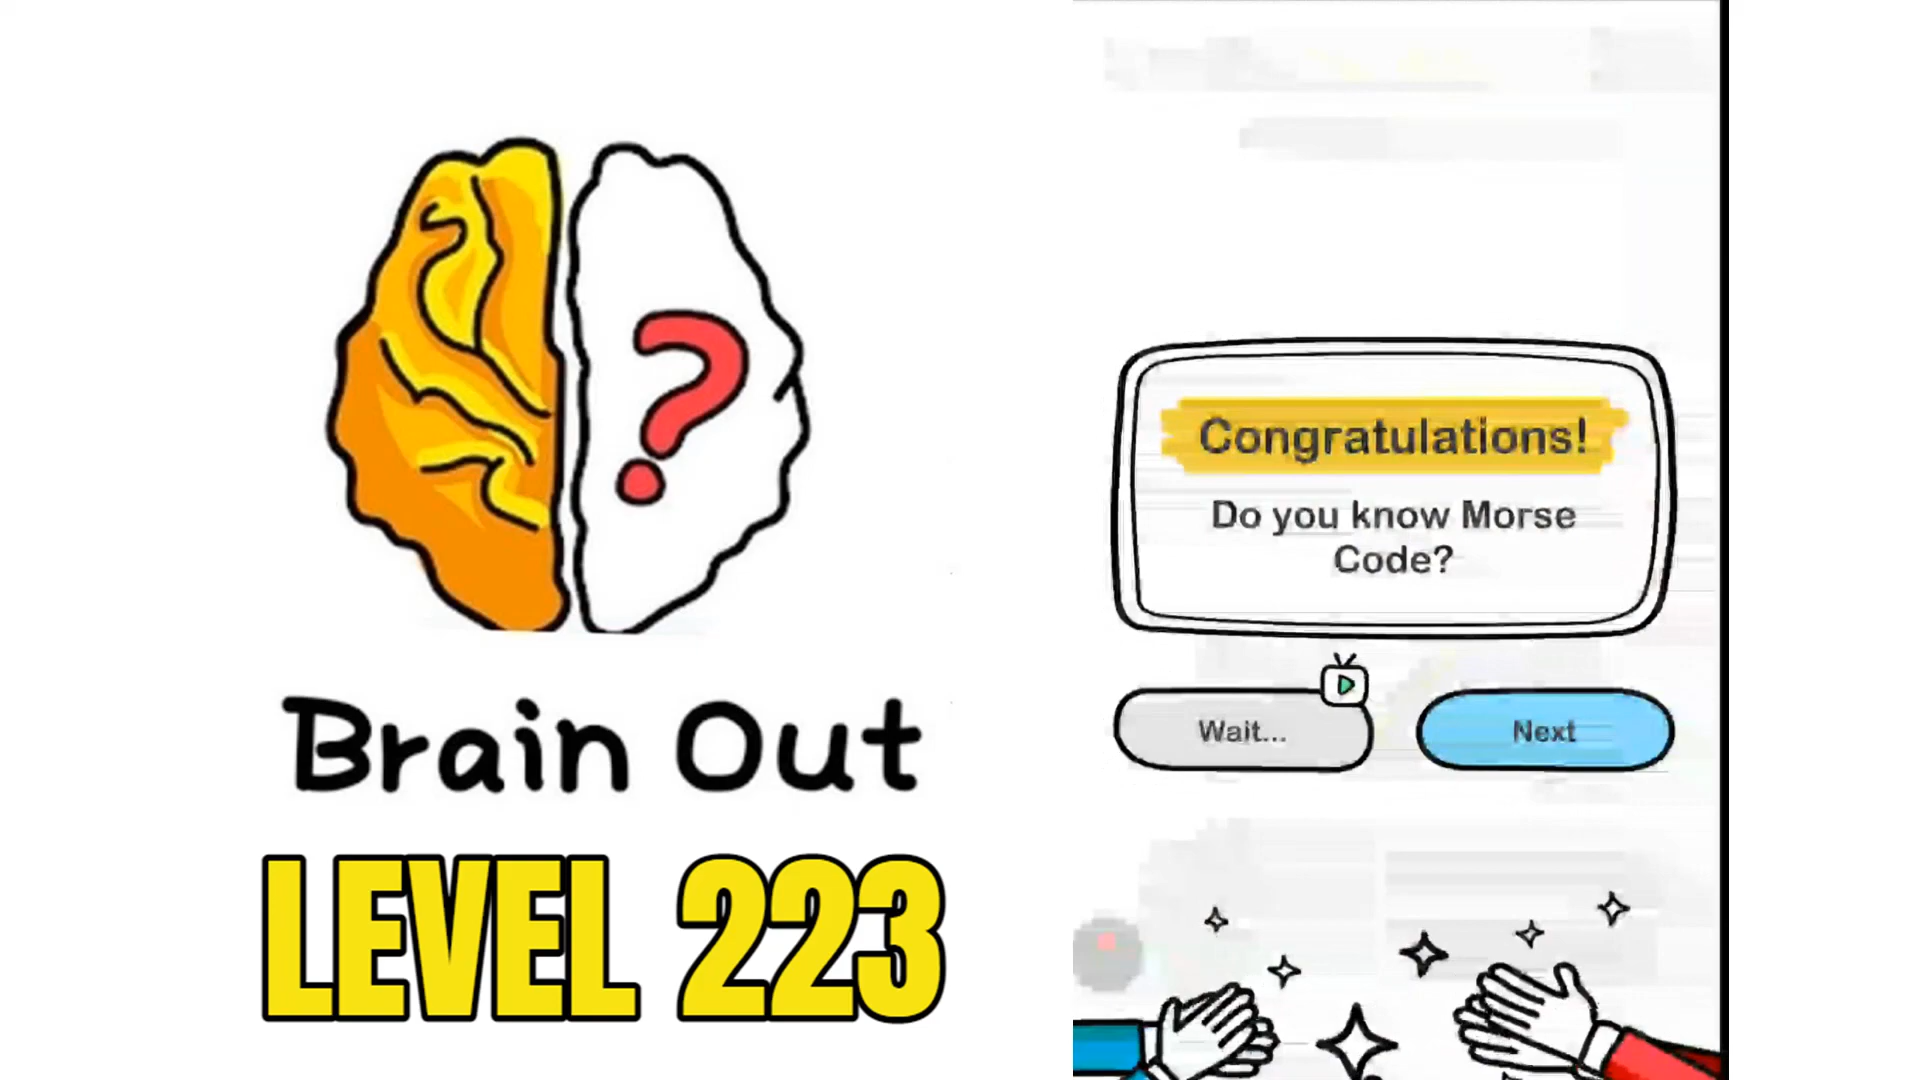 Brain Out
LEVEL 223
Congratulations!
Do you know Morse
Code?
Wait...
Next